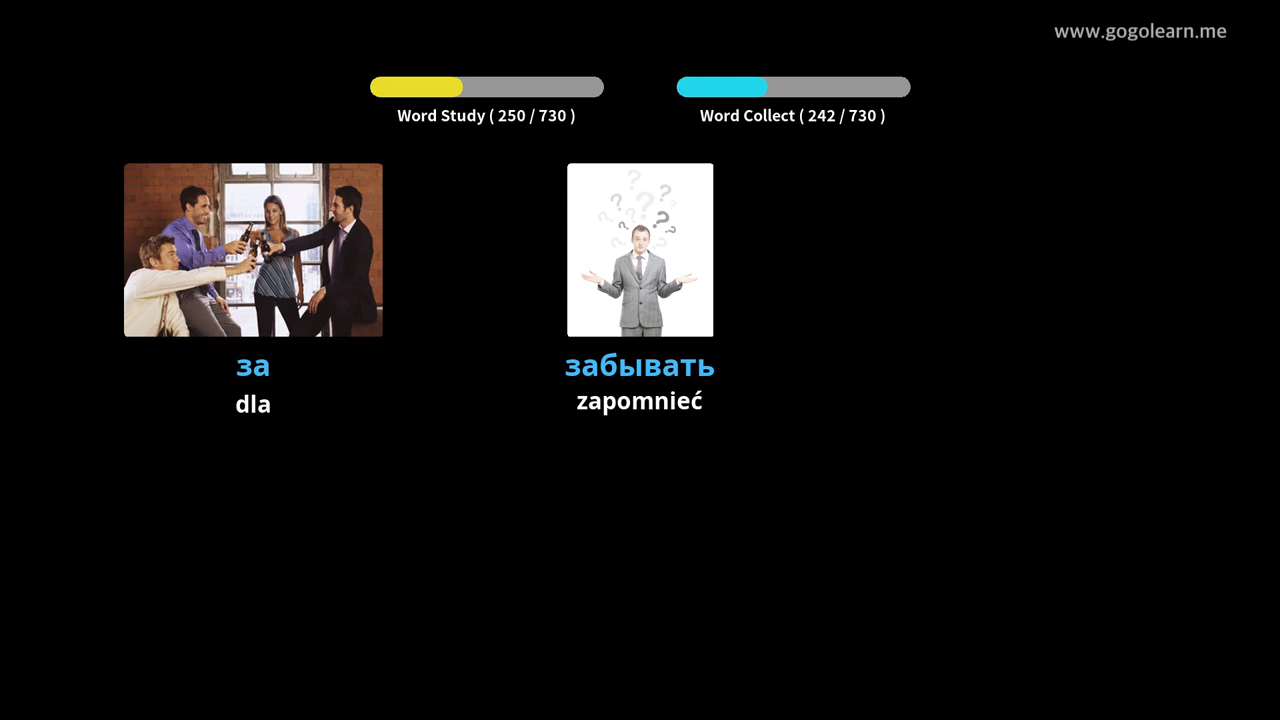 www.gogolearn.me
Word Study ( 250 / 730 )
Word Collect ( 242 / 730 )
за
dla
забывать
zapomnieć